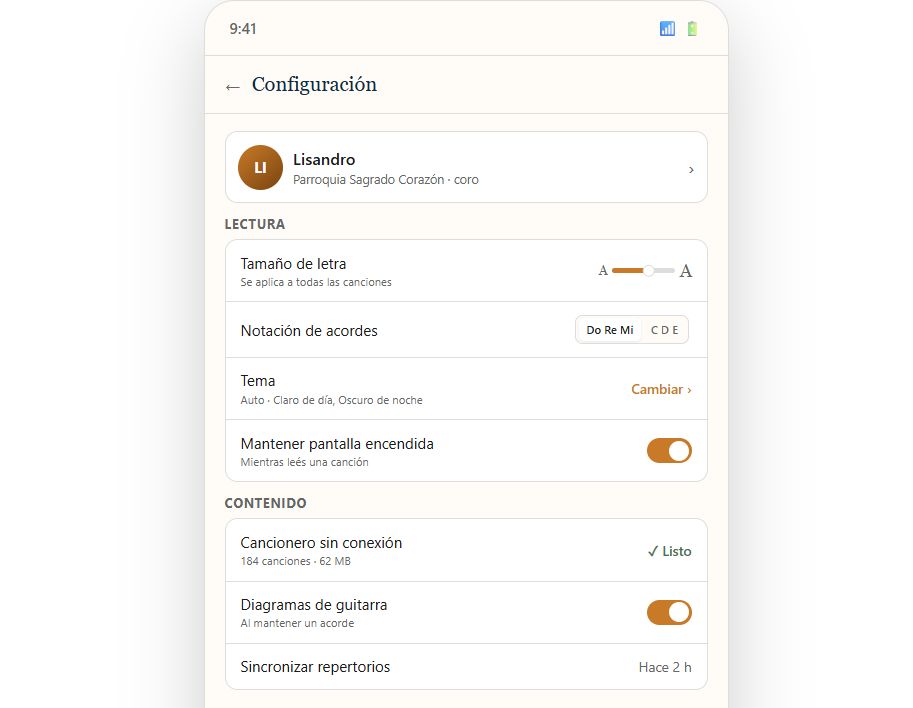 9:41
← Configuración
LI
Lisandro
Parroquia Sagrado Corazón · coro
›
LECTURA
Tamaño de letra
Se aplica a todas las canciones
A A
Notación de acordes
Do Re Mi C D E
Tema
Auto · Claro de día, Oscuro de noche
Cambiar ›
Mantener pantalla encendida
Mientras leés una canción
CONTENIDO
Cancionero sin conexión
184 canciones · 62 MB
✓ Listo
Diagramas de guitarra
Al mantener un acorde
Sincronizar repertorios
Hace 2 h